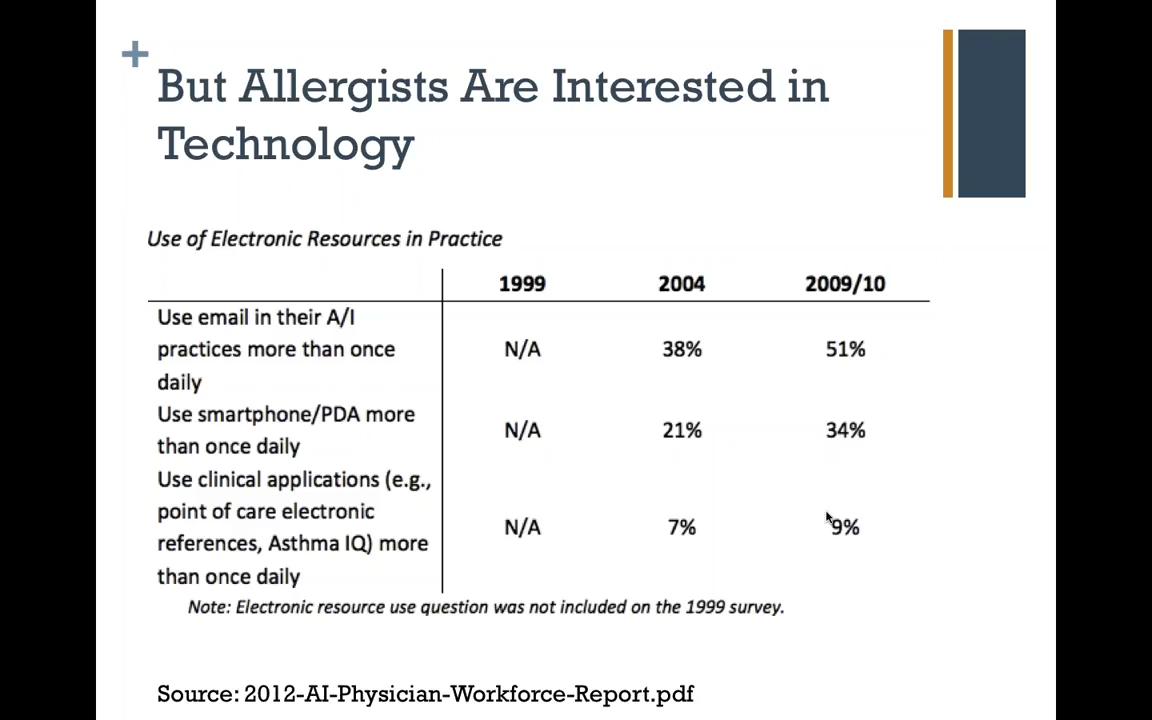 +
But Allergists Are Interested in
Technology
Use of Electronic Resources in Practice
1999 2004 2009/10
Use email in their A/I
practices more than once
daily
N/A 38% 51%
Use smartphone/PDA more
than once daily
N/A 21% 34%
Use clinical applications (e.g.,
point of care electronic
references, Asthma IQ) more
than once daily
N/A 7% 9%
Note: Electronic resource use question was not included on the 1999 survey.
Source: 2012-AI-Physician-Workforce-Report.pdf